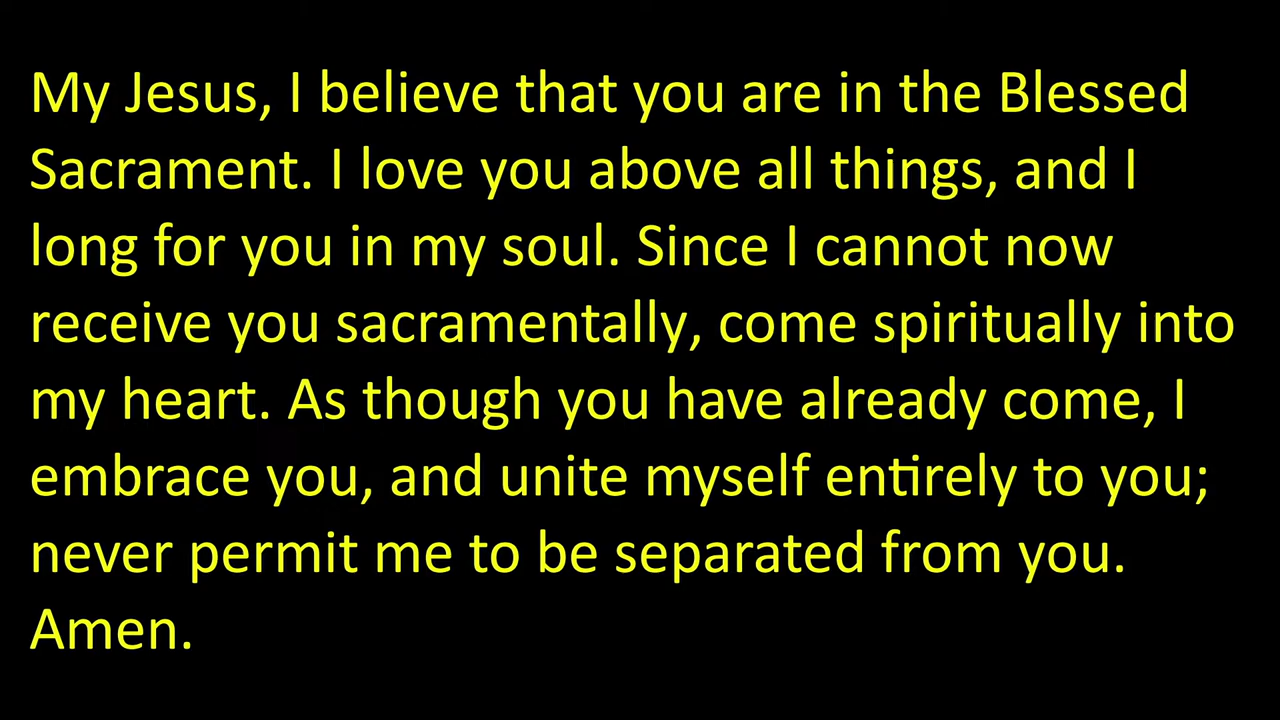 My Jesus, I believe that you are in the Blessed
Sacrament. I love you above all things, and I
long for you in my soul. Since I cannot now
receive you sacramentally, come spiritually into
my heart. As though you have already come, I
embrace you, and unite myself entirely to you;
never permit me to be separated from you.
Amen.